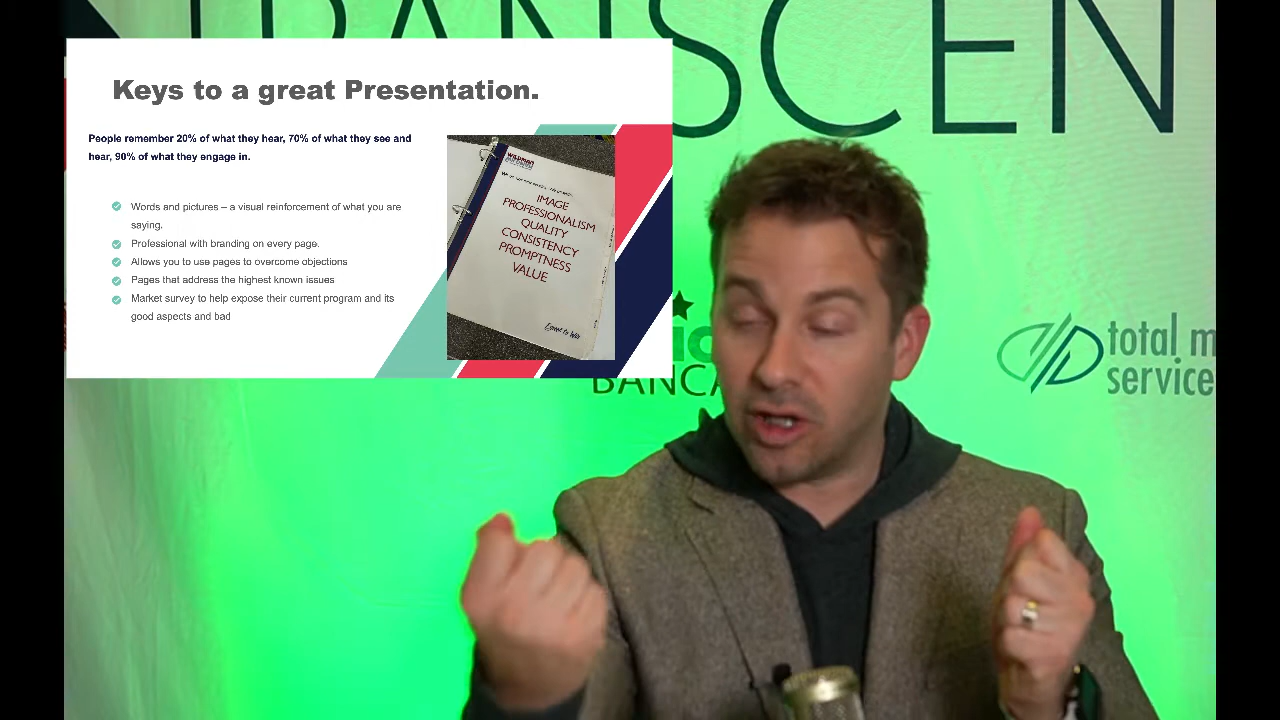 TRANSCEN
Keys to a great Presentation.
People remember 20% of what they hear, 70% of what they see and
hear, 90% of what they engage in.
Words and pictures – a visual reinforcement of what you are
saying.
Professional with branding on every page.
Allows you to use pages to overcome objections
Pages that address the highest known issues
Market survey to help expose their current program and its
good aspects and bad
WILDMAN
IMAGE
PROFESSIONALISM
QUALITY
CONSISTENCY
PROMPTNESS
VALUE
BANCA
total m
service